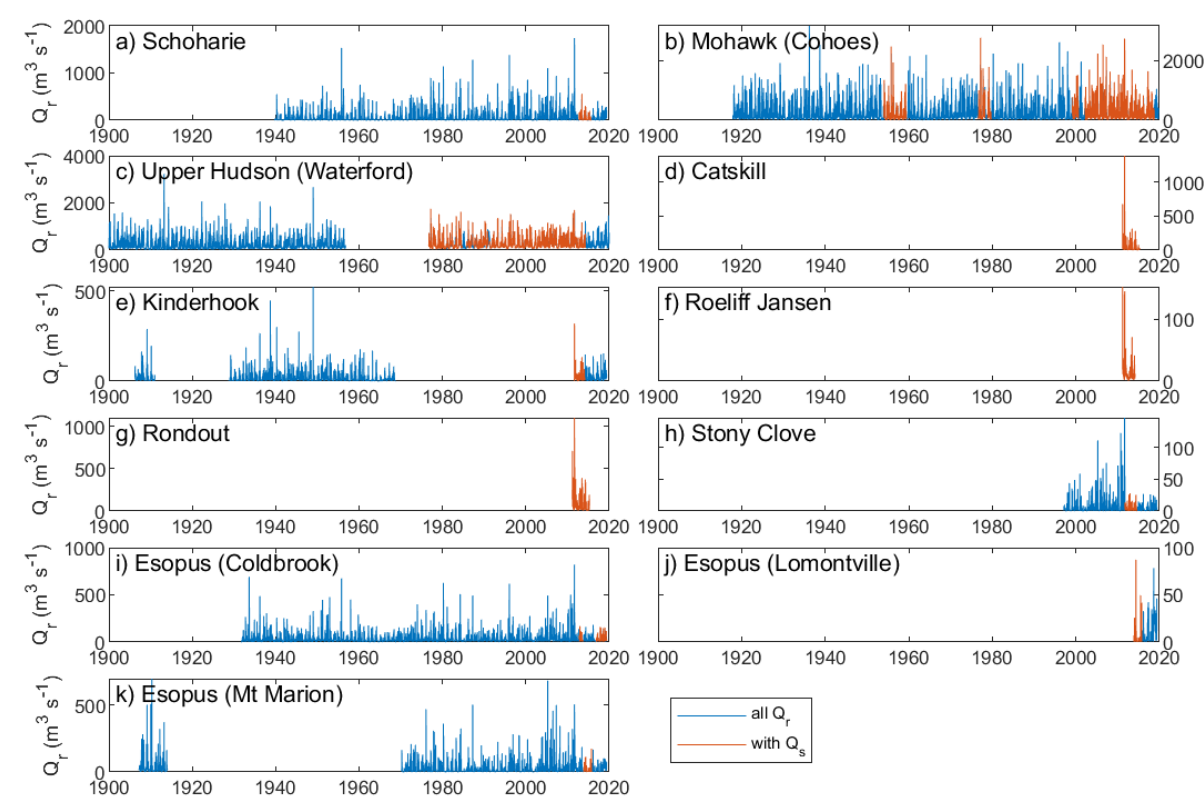 a) Schoharie
Q_r (m^3 s^-1)
2000
1000
0
1900 1920 1940 1960 1980 2000 2020
b) Mohawk (Cohoes)
2000
0
1900 1920 1940 1960 1980 2000 2020
c) Upper Hudson (Waterford)
Q_r (m^3 s^-1)
4000
2000
0
1900 1920 1940 1960 1980 2000 2020
d) Catskill
1000
500
0
1900 1920 1940 1960 1980 2000 2020
e) Kinderhook
Q_r (m^3 s^-1)
500
0
1900 1920 1940 1960 1980 2000 2020
f) Roeliff Jansen
100
0
1900 1920 1940 1960 1980 2000 2020
g) Rondout
Q_r (m^3 s^-1)
1000
500
0
1900 1920 1940 1960 1980 2000 2020
h) Stony Clove
100
50
0
1900 1920 1940 1960 1980 2000 2020
i) Esopus (Coldbrook)
Q_r (m^3 s^-1)
1000
500
0
1900 1920 1940 1960 1980 2000 2020
j) Esopus (Lomontville)
100
50
0
1900 1920 1940 1960 1980 2000 2020
k) Esopus (Mt Marion)
Q_r (m^3 s^-1)
500
0
1900 1920 1940 1960 1980 2000 2020
all Q_r
with Q_s